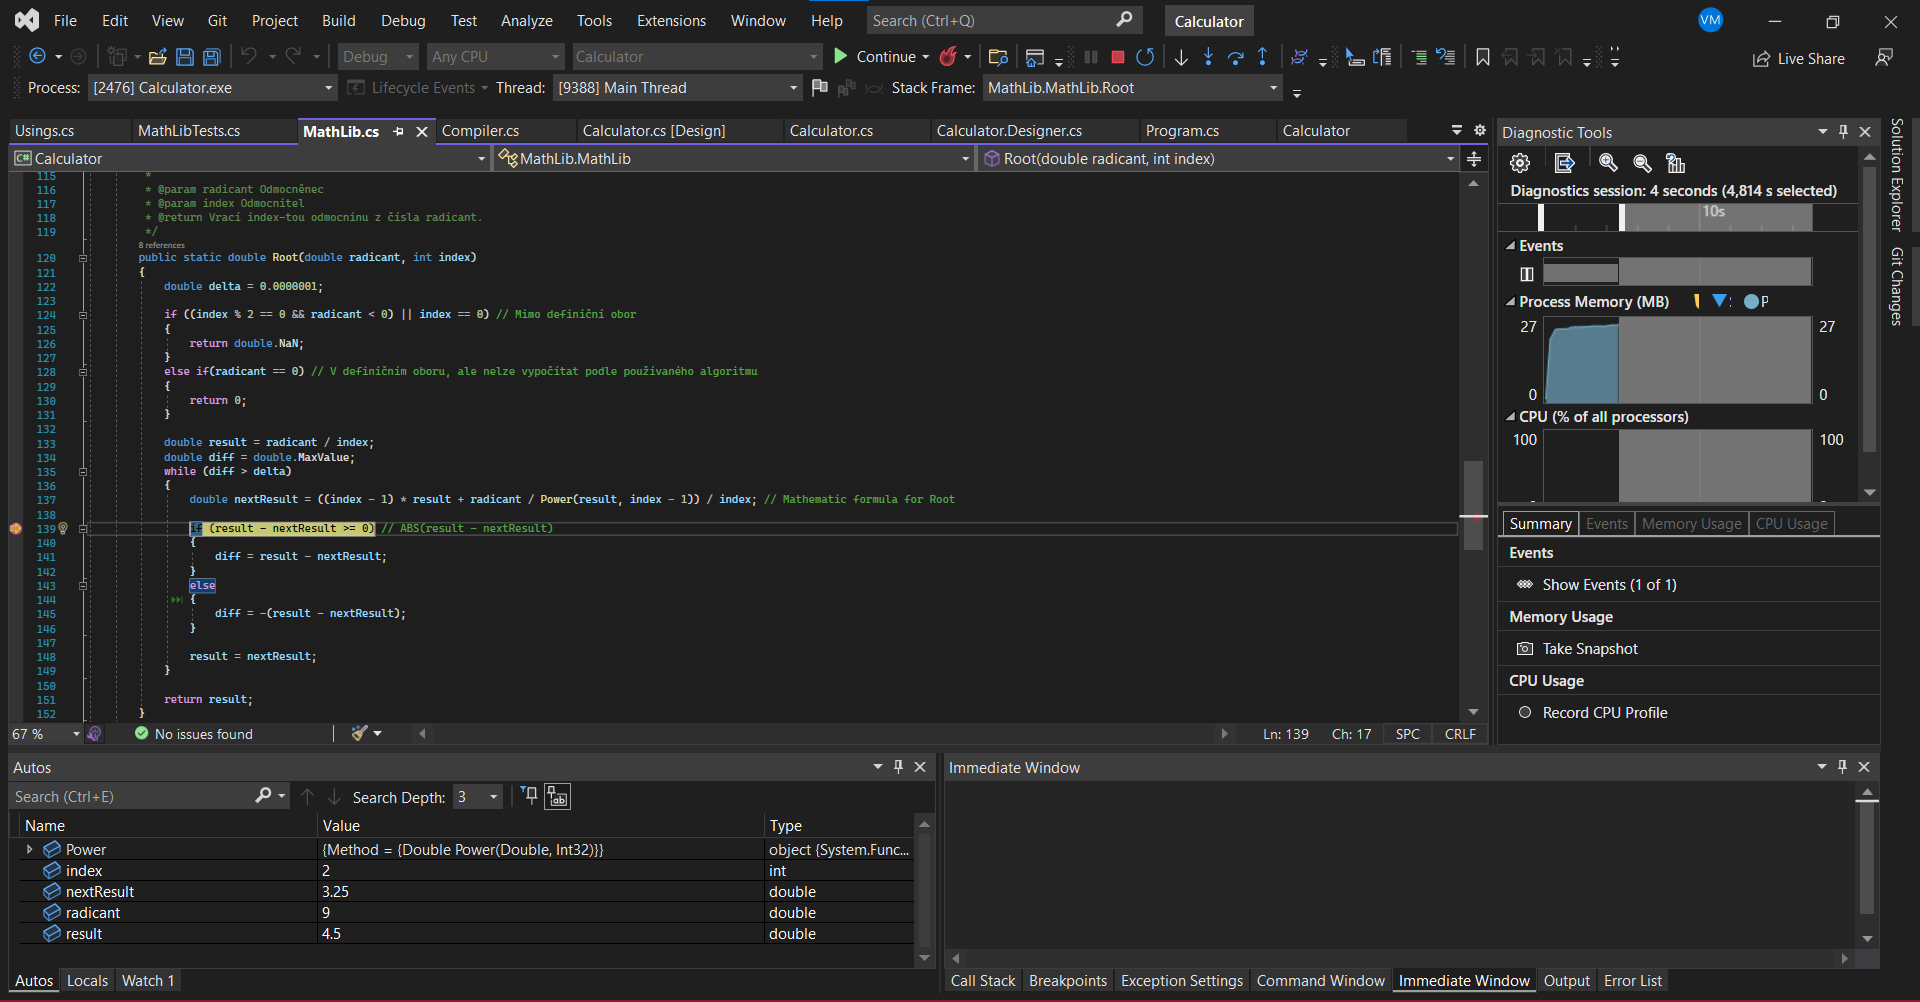 File Edit View Git Project Build Debug Test Analyze Tools Extensions Window Help Search (Ctrl+Q) Calculator VM
Debug Any CPU Calculator Continue Live Share
Process: [2476] Calculator.exe Lifecycle Events Thread: [9388] Main Thread Stack Frame: MathLib.MathLib.Root
Usings.cs MathLibTests.cs MathLib.cs Compiler.cs Calculator.cs [Design] Calculator.cs Calculator.Designer.cs Program.cs Calculator
C# Calculator MathLib.MathLib Root(double radicant, int index)
115 *
116 * @param radicant Odmocněnec
117 * @param index Odmocnitel
118 * @return Vrací index-tou odmocninu z čísla radicant.
119 */
8 references
120 public static double Root(double radicant, int index)
121 {
122 double delta = 0.0000001;
123
124 if ((index % 2 == 0 && radicant < 0) || index == 0) // Mimo definiční obor
125 {
126 return double.NaN;
127 }
128 else if(radicant == 0) // V definičním oboru, ale nelze vypočítat podle používaného algoritmu
129 {
130 return 0;
131 }
132
133 double result = radicant / index;
134 double diff = double.MaxValue;
135 while (diff > delta)
136 {
137 double nextResult = ((index - 1) * result + radicant / Power(result, index - 1)) / index; // Mathematic formula for Root
138
139 if (result - nextResult >= 0) // ABS(result - nextResult)
140 {
141 diff = result - nextResult;
142 }
143 else
144 {
145 diff = -(result - nextResult);
146 }
147
148 result = nextResult;
149 }
150
151 return result;
152 }
67 % No issues found Ln: 139 Ch: 17 SPC CRLF
Diagnostic Tools
Diagnostics session: 4 seconds (4,814 s selected)
10s
Events
Process Memory (MB) P
27 27
0 0
CPU (% of all processors)
100 100
Summary Events Memory Usage CPU Usage
Events
Show Events (1 of 1)
Memory Usage
Take Snapshot
CPU Usage
Record CPU Profile
Solution Explorer
Git Changes
Autos
Search (Ctrl+E) Search Depth: 3
Name Value Type
Power {Method = {Double Power(Double, Int32)}} object {System.Func...
index 2 int
nextResult 3.25 double
radicant 9 double
result 4.5 double
Autos Locals Watch 1
Immediate Window
Call Stack Breakpoints Exception Settings Command Window Immediate Window Output Error List